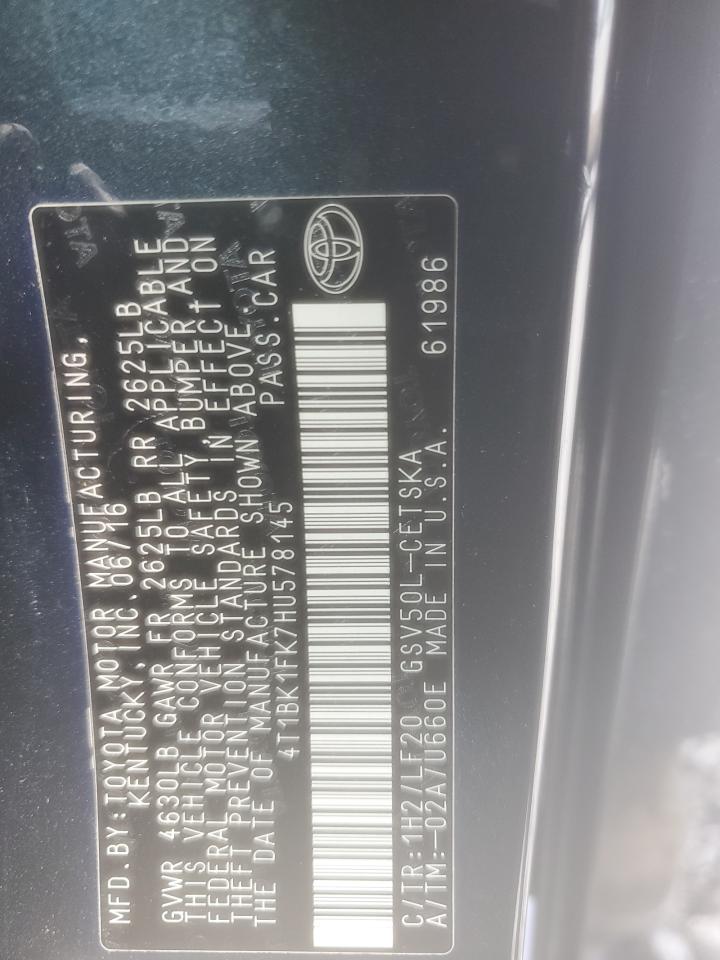 MFD. BY: TOYOTA MOTOR MANUFACTURING,
KENTUCKY, INC. 06/16
GVWR 4630LB GAWR FR 2625LB RR 2625LB
THIS VEHICLE CONFORMS TO ALL APPLICABLE
FEDERAL MOTOR VEHICLE SAFETY, BUMPER AND
THEFT PREVENTION STANDARDS IN EFFECT ON
THE DATE OF MANUFACTURE SHOWN ABOVE.
4T1BK1FK7HU578145 PASS. CAR
C/TR:1H2/LF20 GSV50L-CETSKA
A/TM:-02A/U660E MADE IN U.S.A. 61986